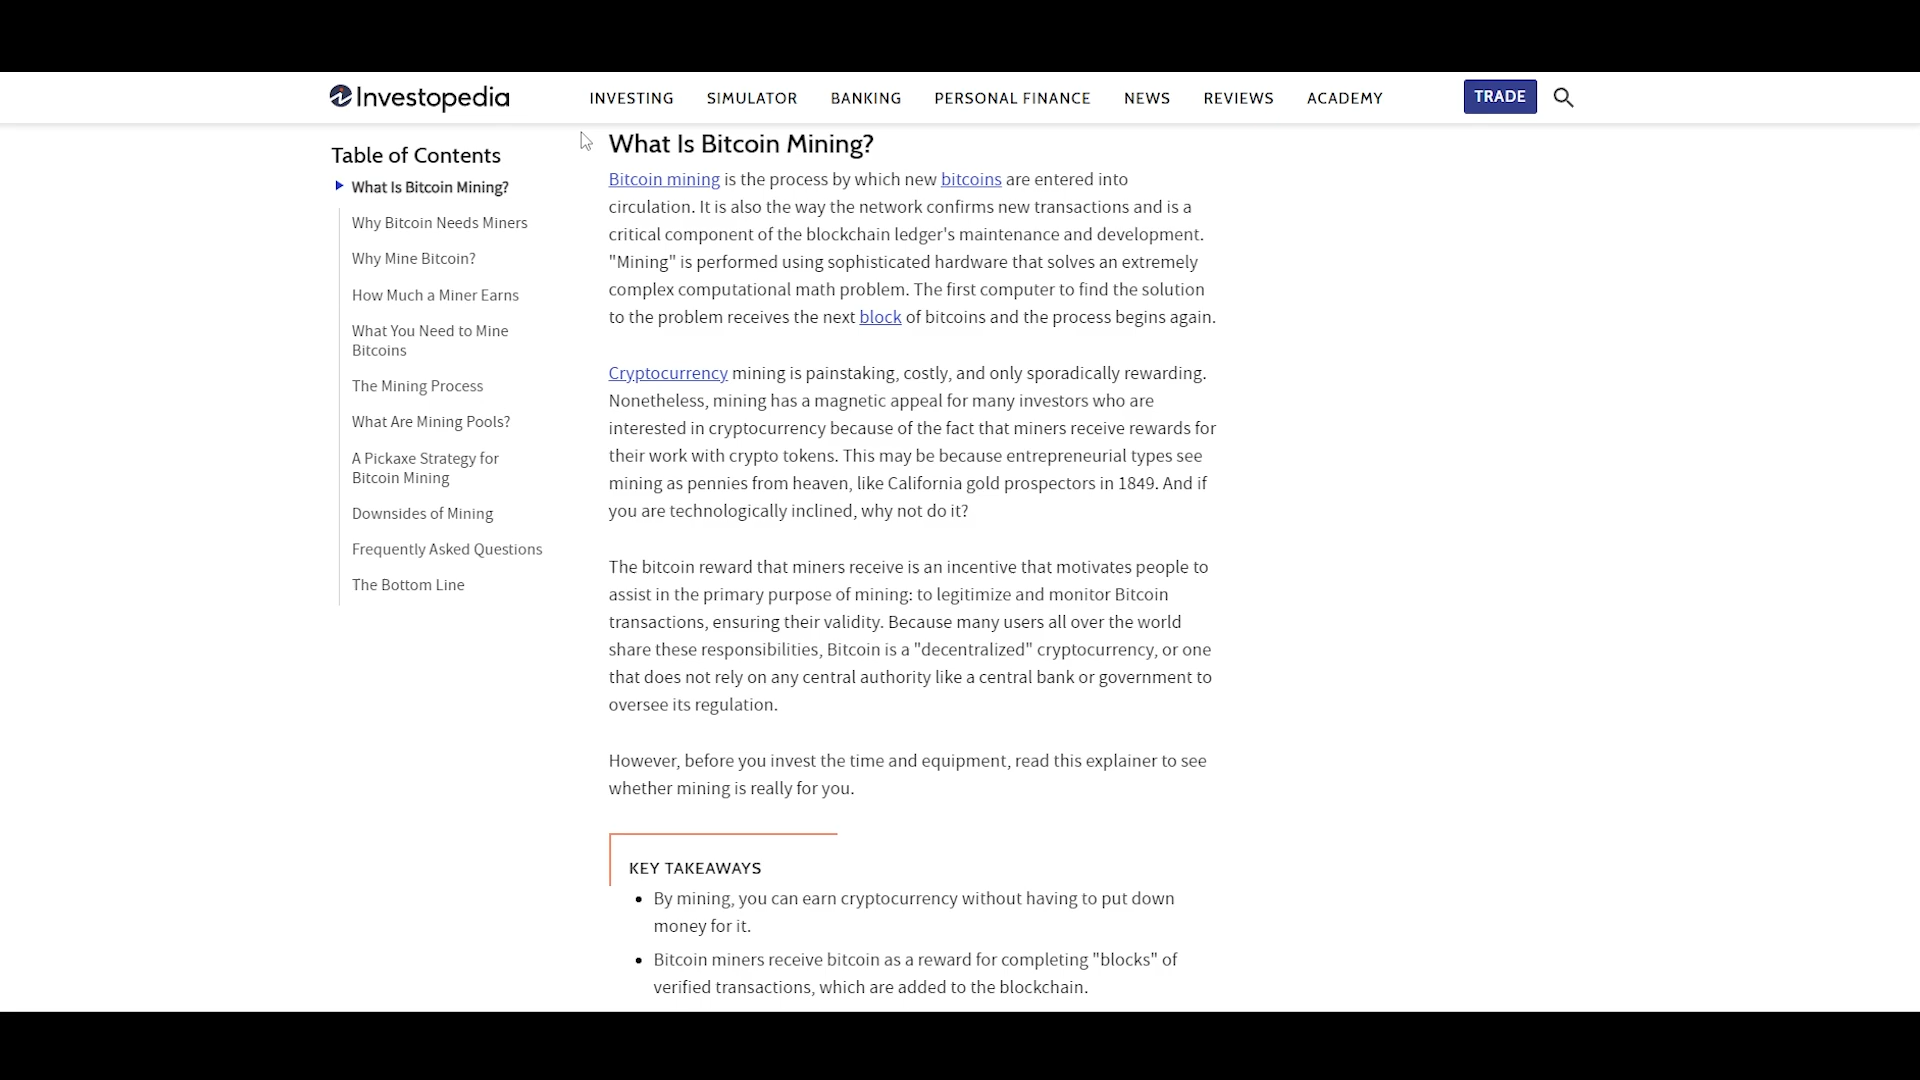 Investopedia
INVESTING SIMULATOR BANKING PERSONAL FINANCE NEWS REVIEWS ACADEMY TRADE
Table of Contents
What Is Bitcoin Mining?
Why Bitcoin Needs Miners
Why Mine Bitcoin?
How Much a Miner Earns
What You Need to Mine
Bitcoins
The Mining Process
What Are Mining Pools?
A Pickaxe Strategy for
Bitcoin Mining
Downsides of Mining
Frequently Asked Questions
The Bottom Line
What Is Bitcoin Mining?
Bitcoin mining is the process by which new bitcoins are entered into
circulation. It is also the way the network confirms new transactions and is a
critical component of the blockchain ledger's maintenance and development.
"Mining" is performed using sophisticated hardware that solves an extremely
complex computational math problem. The first computer to find the solution
to the problem receives the next block of bitcoins and the process begins again.
Cryptocurrency mining is painstaking, costly, and only sporadically rewarding.
Nonetheless, mining has a magnetic appeal for many investors who are
interested in cryptocurrency because of the fact that miners receive rewards for
their work with crypto tokens. This may be because entrepreneurial types see
mining as pennies from heaven, like California gold prospectors in 1849. And if
you are technologically inclined, why not do it?
The bitcoin reward that miners receive is an incentive that motivates people to
assist in the primary purpose of mining: to legitimize and monitor Bitcoin
transactions, ensuring their validity. Because many users all over the world
share these responsibilities, Bitcoin is a "decentralized" cryptocurrency, or one
that does not rely on any central authority like a central bank or government to
oversee its regulation.
However, before you invest the time and equipment, read this explainer to see
whether mining is really for you.
KEY TAKEAWAYS
• By mining, you can earn cryptocurrency without having to put down
money for it.
• Bitcoin miners receive bitcoin as a reward for completing "blocks" of
verified transactions, which are added to the blockchain.